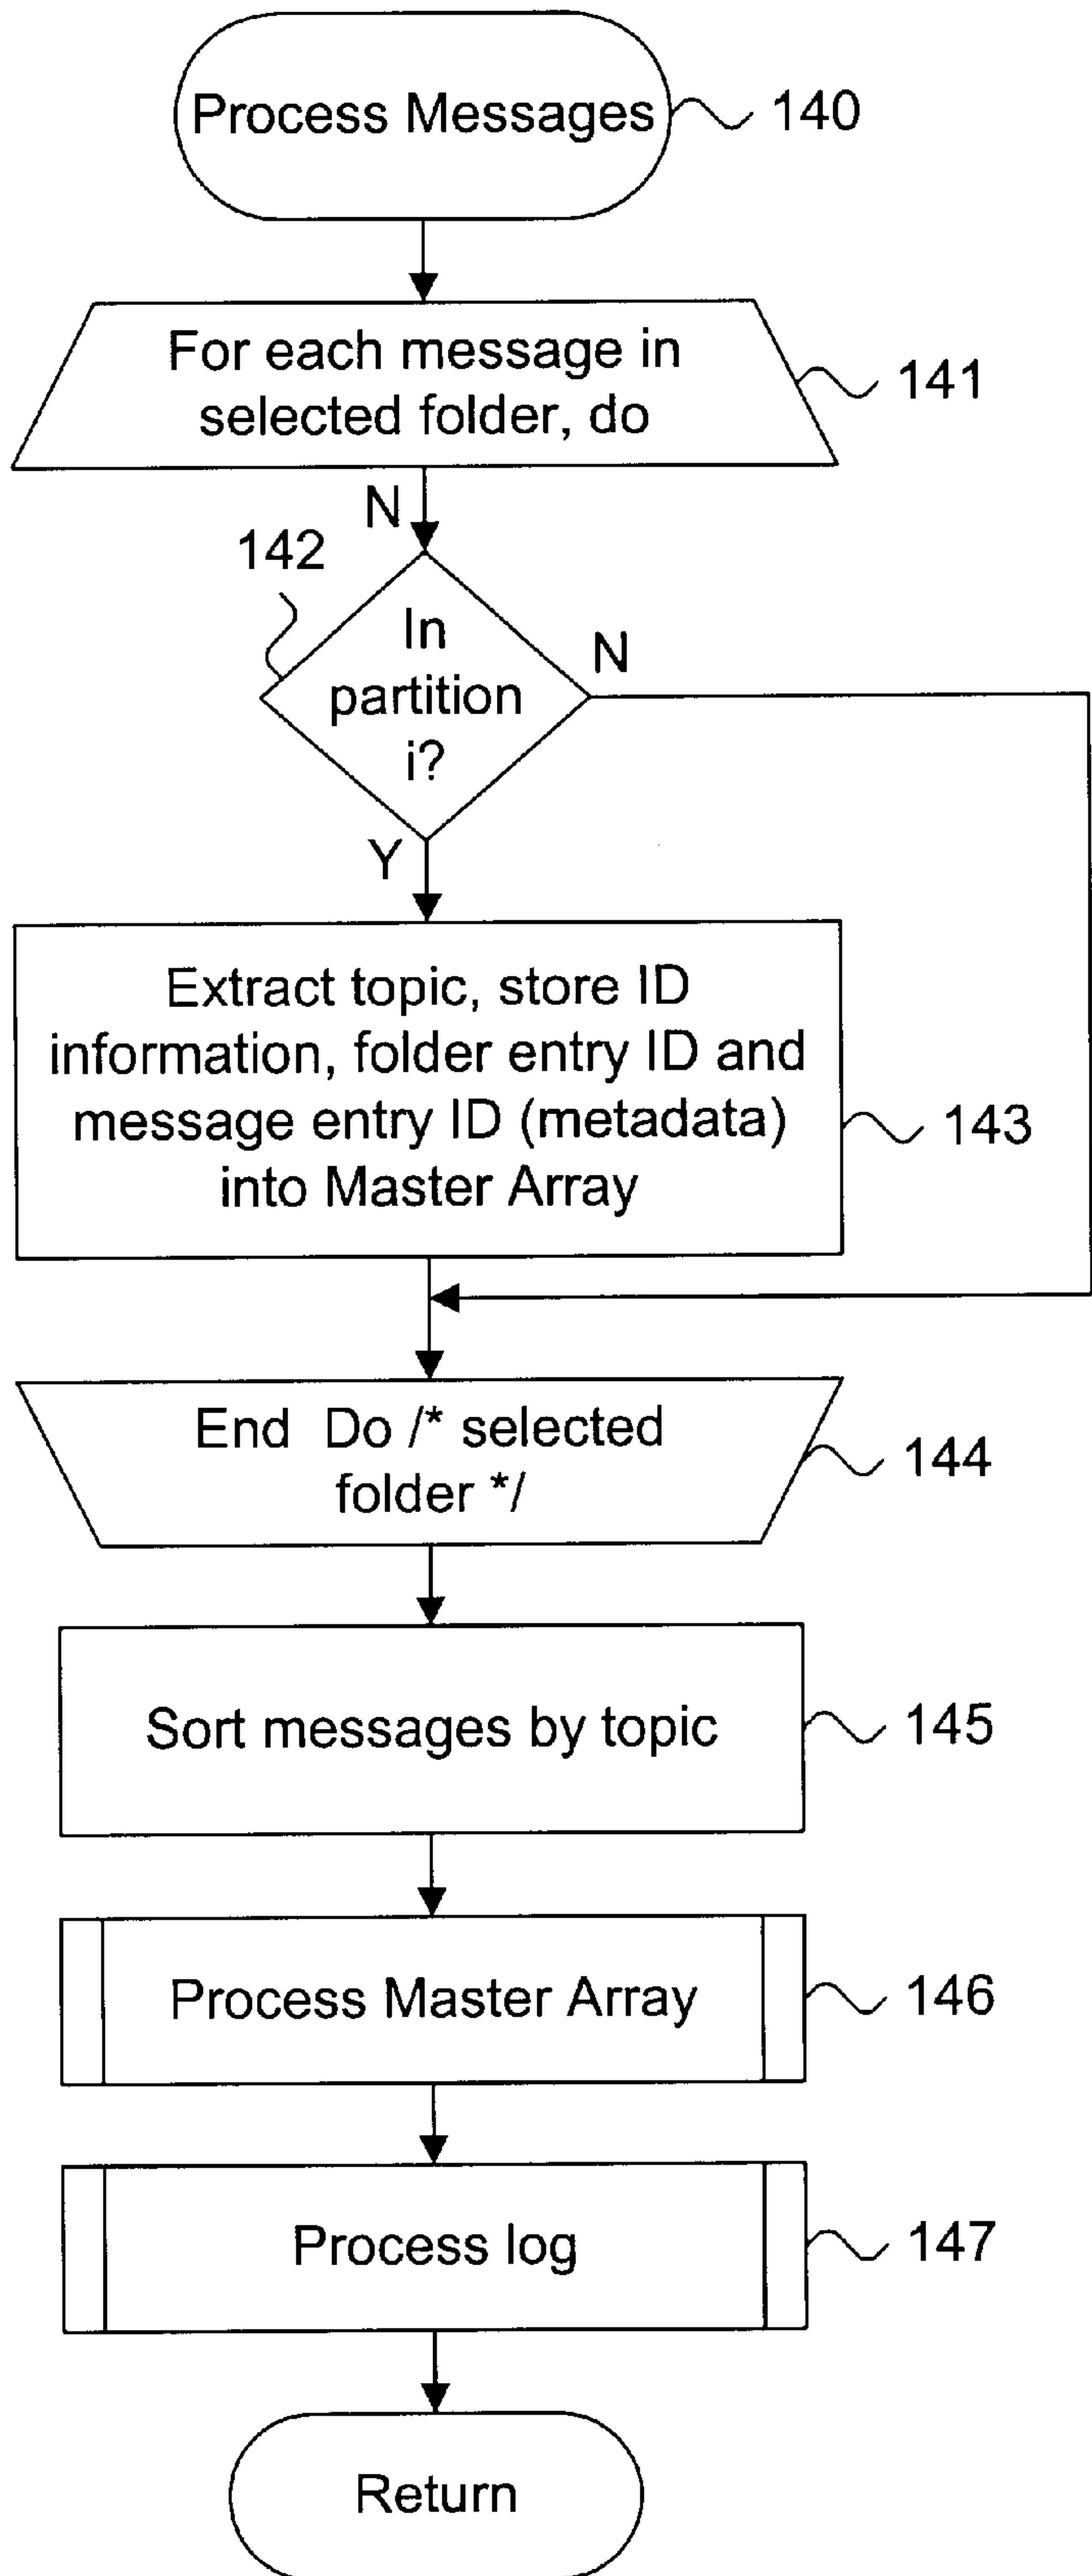 Process Messages
140
For each message in
selected folder, do
141
N
142
In
partition
i?
N
Y
Extract topic, store ID
information, folder entry ID and
message entry ID (metadata)
into Master Array
143
End Do /* selected
folder */
144
Sort messages by topic
145
Process Master Array
146
Process log
147
Return